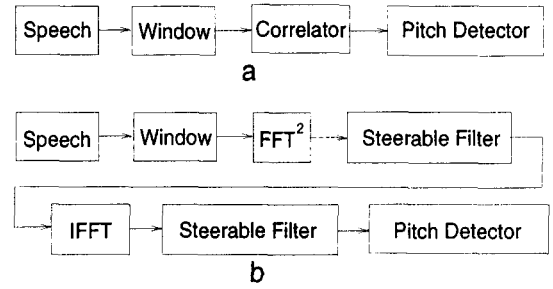 Speech Window Correlator Pitch Detector
a
Speech Window FFT² Steerable Filter
IFFT Steerable Filter Pitch Detector
b